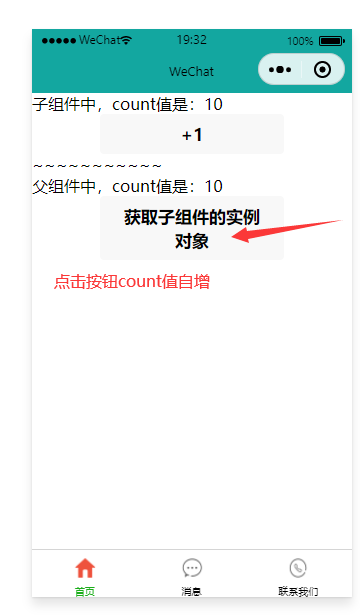 ●●●●● WeChat 19:32 100%
WeChat
子组件中，count值是：10
+1
~~~~~~~~~~~
父组件中，count值是：10
获取子组件的实例
对象
点击按钮count值自增
首页 消息 联系我们